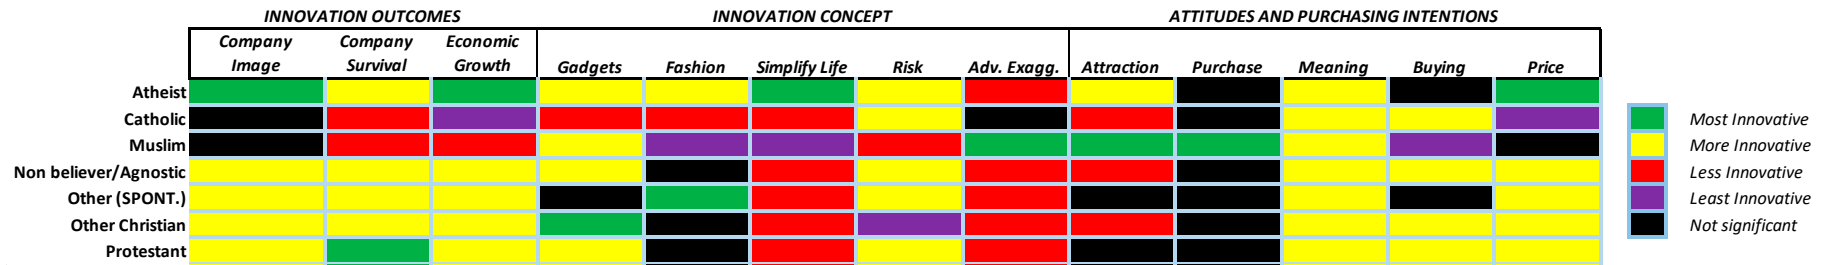 INNOVATION OUTCOMES INNOVATION CONCEPT ATTITUDES AND PURCHASING INTENTIONS
Company Image Company Survival Economic Growth Gadgets Fashion Simplify Life Risk Adv. Exagg. Attraction Purchase Meaning Buying Price
Atheist
Catholic
Muslim
Non believer/Agnostic
Other (SPONT.)
Other Christian
Protestant
Most Innovative
More Innovative
Less Innovative
Least Innovative
Not significant